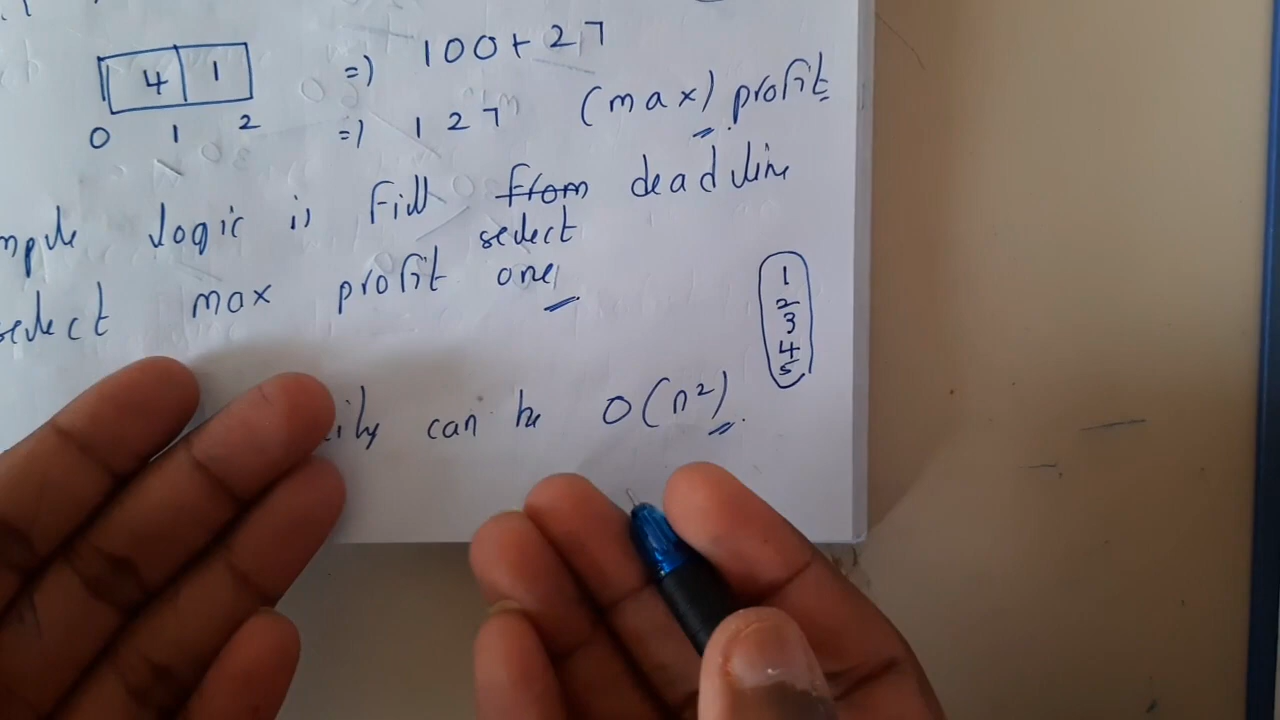 4 1 => 100+27
0 1 2 => 127 (max) profit
logic is Fill from deadline
select
select max profit one
can be O(n²).
1
2
3
4
5